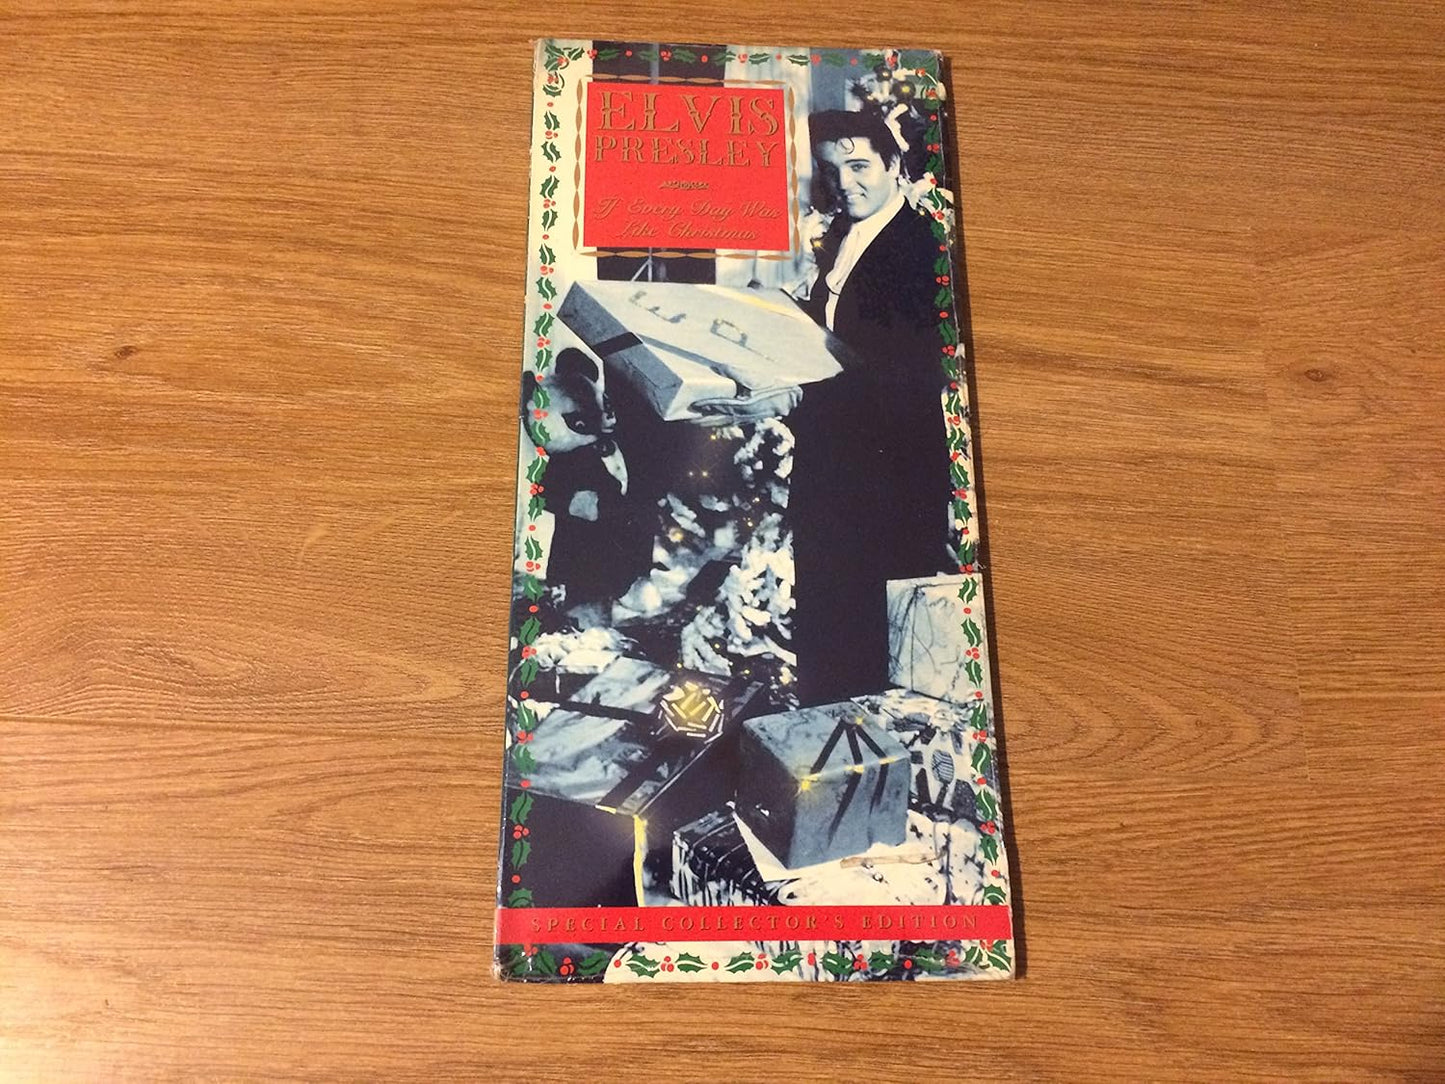 ELVIS
PRESLEY
If Every Day Was
Like Christmas
SPECIAL COLLECTOR'S EDITION